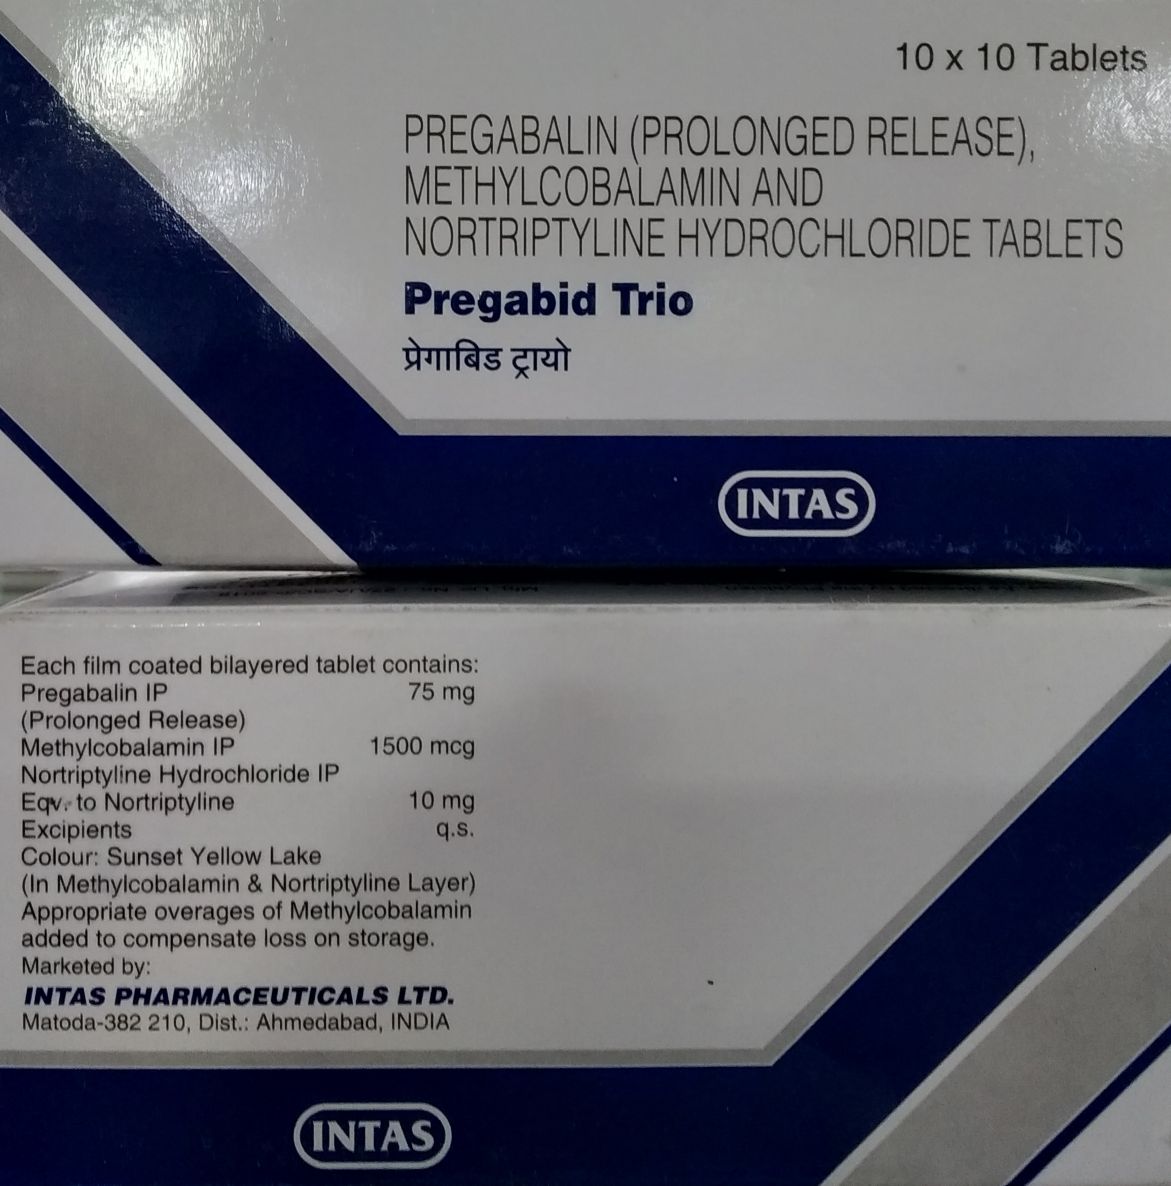 10 x 10 Tablets
PREGABALIN (PROLONGED RELEASE),
METHYLCOBALAMIN AND
NORTRIPTYLINE HYDROCHLORIDE TABLETS
Pregabid Trio
प्रेगाबिड ट्रायो
INTAS
Each film coated bilayered tablet contains:
Pregabalin IP 75 mg
(Prolonged Release)
Methylcobalamin IP 1500 mcg
Nortriptyline Hydrochloride IP
Eqv. to Nortriptyline 10 mg
Excipients q.s.
Colour: Sunset Yellow Lake
(In Methylcobalamin & Nortriptyline Layer)
Appropriate overages of Methylcobalamin
added to compensate loss on storage.
Marketed by:
INTAS PHARMACEUTICALS LTD.
Matoda-382 210, Dist.: Ahmedabad, INDIA
INTAS